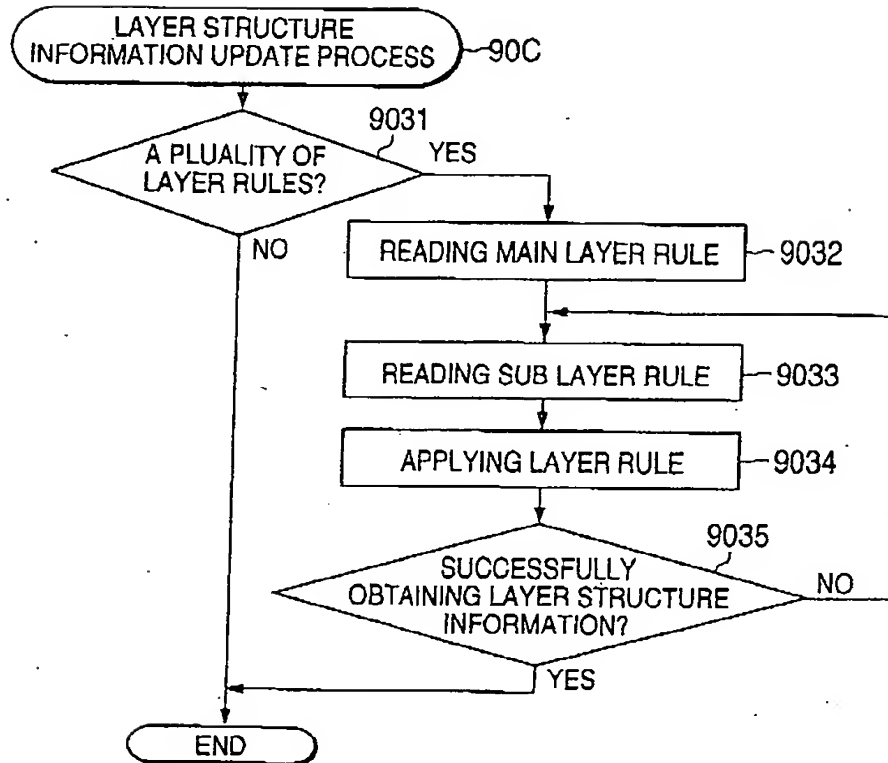 LAYER STRUCTURE
INFORMATION UPDATE PROCESS
90C
9031
A PLUALITY OF
LAYER RULES?
YES
NO
READING MAIN LAYER RULE
9032
READING SUB LAYER RULE
9033
APPLYING LAYER RULE
9034
9035
SUCCESSFULLY
OBTAINING LAYER STRUCTURE
INFORMATION?
NO
YES
END